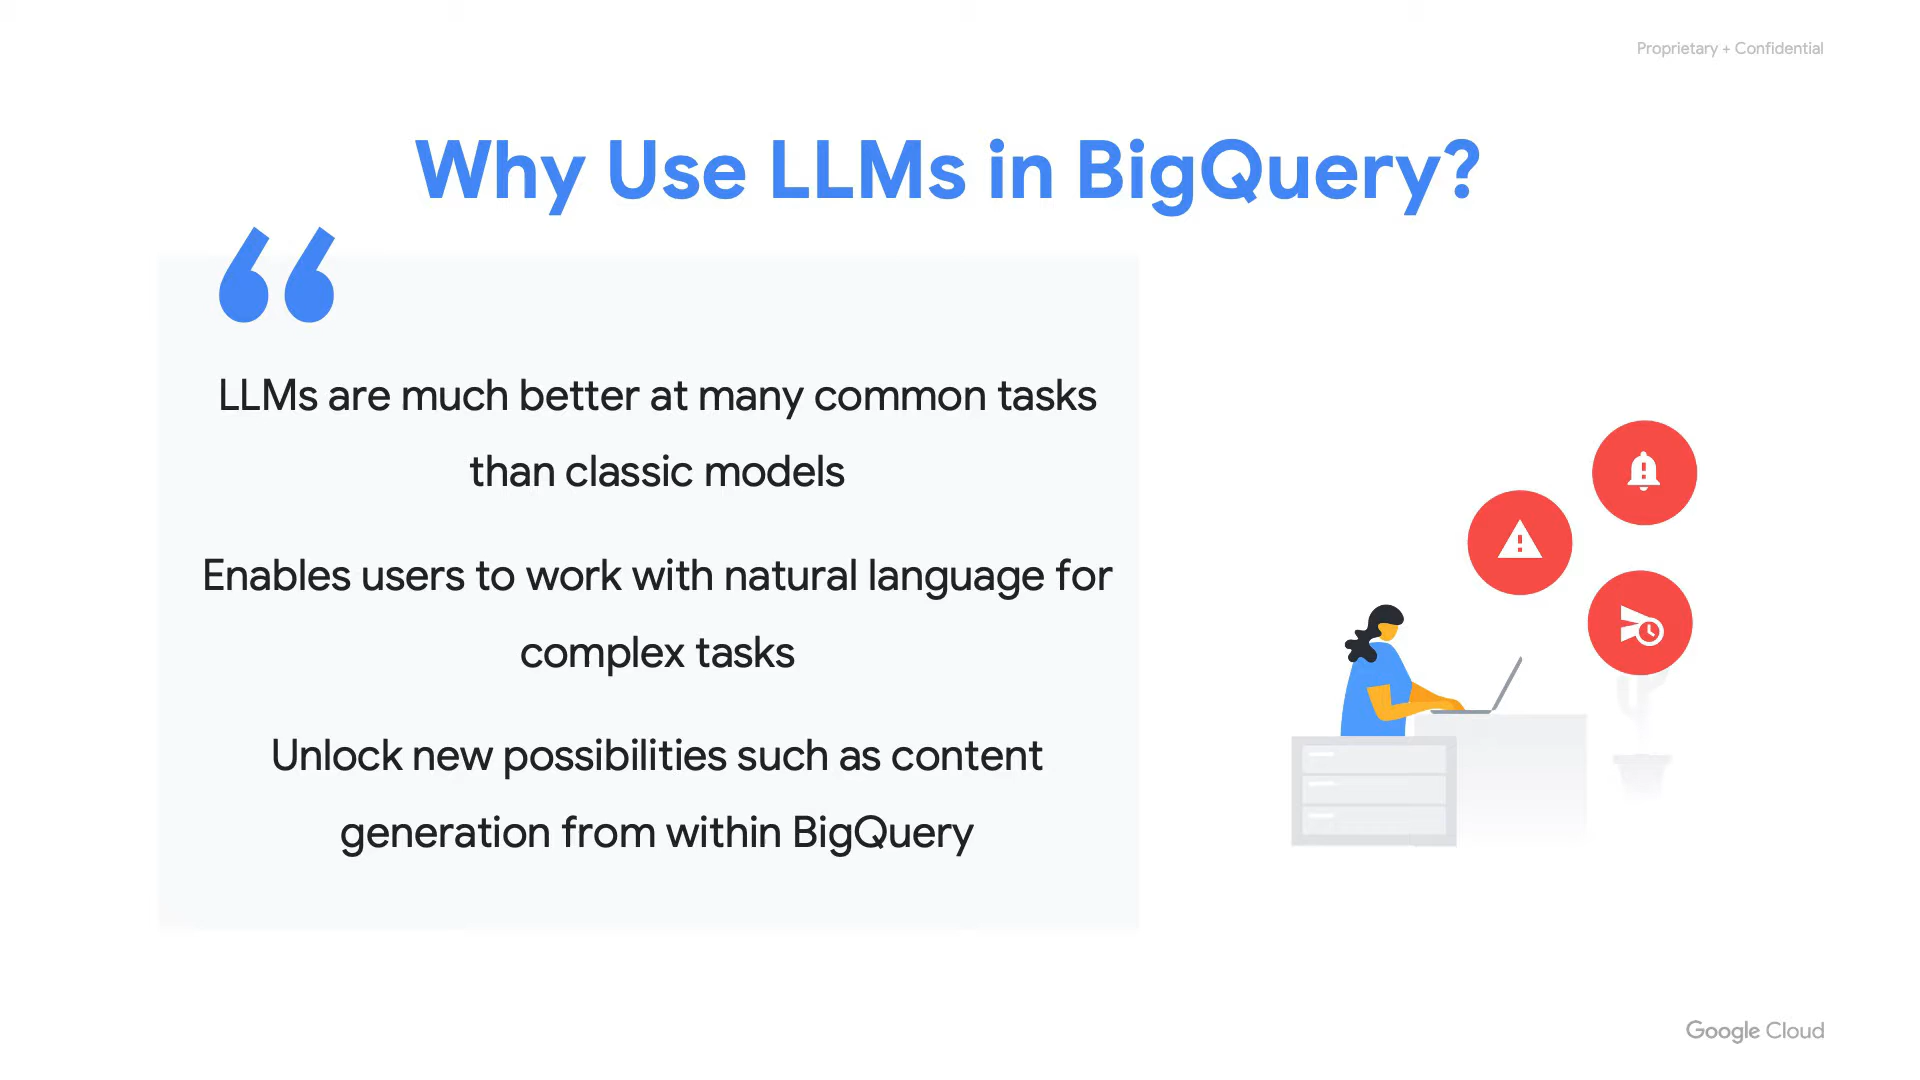 Proprietary + Confidential
Why Use LLMs in BigQuery?
“
LLMs are much better at many common tasks
than classic models
Enables users to work with natural language for
complex tasks
Unlock new possibilities such as content
generation from within BigQuery
Google Cloud